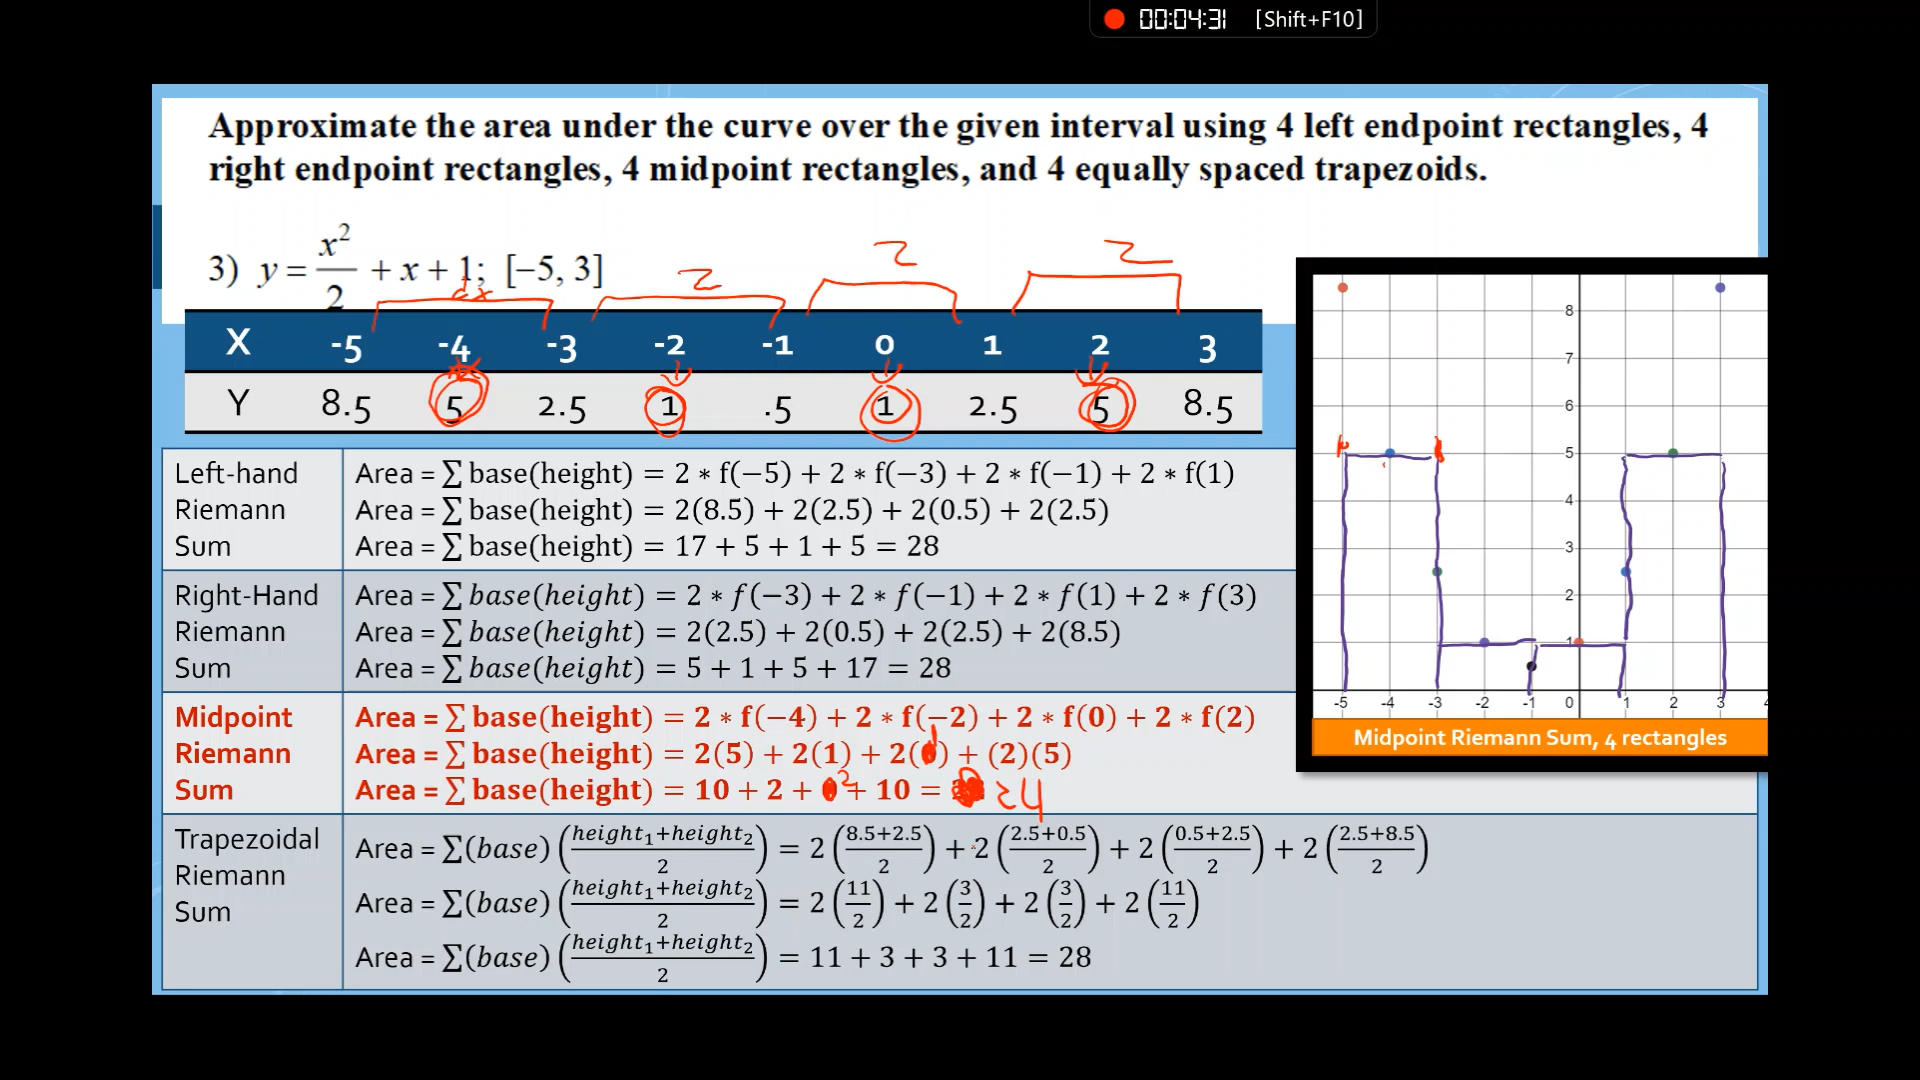 00:04:31 [Shift+F10]
Approximate the area under the curve over the given interval using 4 left endpoint rectangles, 4
right endpoint rectangles, 4 midpoint rectangles, and 4 equally spaced trapezoids.
3) y = x²/2 + x + 1; [−5, 3]
dx 2 2 2
X -5 -4 -3 -2 -1 0 1 2 3
Y 8.5 5 2.5 1 .5 1 2.5 5 8.5
Left-hand Riemann Sum
Area = ∑ base(height) = 2 * f(−5) + 2 * f(−3) + 2 * f(−1) + 2 * f(1)
Area = ∑ base(height) = 2(8.5) + 2(2.5) + 2(0.5) + 2(2.5)
Area = ∑ base(height) = 17 + 5 + 1 + 5 = 28
Right-Hand Riemann Sum
Area = ∑ base(height) = 2 * f(−3) + 2 * f(−1) + 2 * f(1) + 2 * f(3)
Area = ∑ base(height) = 2(2.5) + 2(0.5) + 2(2.5) + 2(8.5)
Area = ∑ base(height) = 5 + 1 + 5 + 17 = 28
Midpoint Riemann Sum
Area = ∑ base(height) = 2 * f(−4) + 2 * f(−2) + 2 * f(0) + 2 * f(2)
Area = ∑ base(height) = 2(5) + 2(1) + 2(1) + (2)(5)
Area = ∑ base(height) = 10 + 2 + 2 + 10 = 24
Trapezoidal Riemann Sum
Area = ∑(base) ((height₁+height₂)/2) = 2 ((8.5+2.5)/2) + 2 ((2.5+0.5)/2) + 2 ((0.5+2.5)/2) + 2 ((2.5+8.5)/2)
Area = ∑(base) ((height₁+height₂)/2) = 2 (11/2) + 2 (3/2) + 2 (3/2) + 2 (11/2)
Area = ∑(base) ((height₁+height₂)/2) = 11 + 3 + 3 + 11 = 28
8
7
6
5
4
3
2
1
-5 -4 -3 -2 -1 0 1 2 3
Midpoint Riemann Sum, 4 rectangles